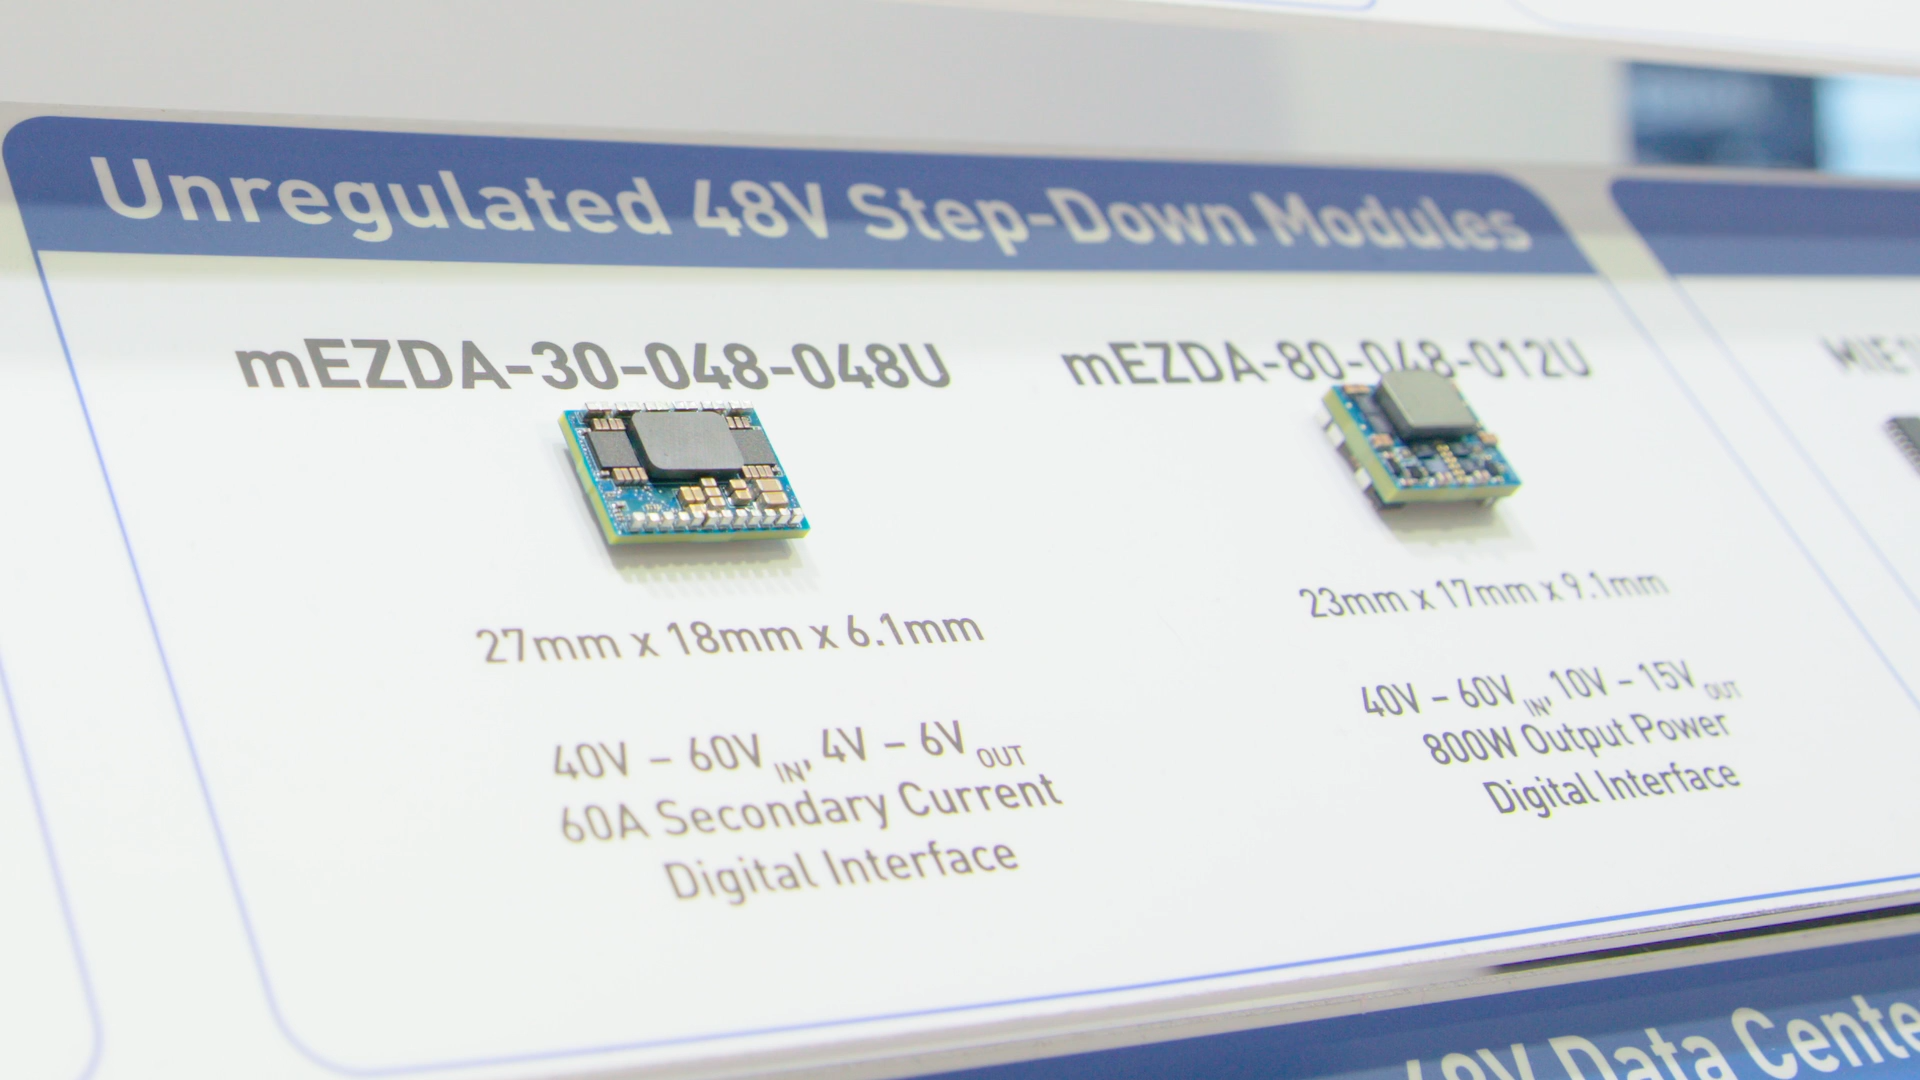 Unregulated 48V Step-Down Modules
mEZDA-30-048-048U
27mm x 18mm x 6.1mm
40V – 60V IN, 4V – 6V OUT
60A Secondary Current
Digital Interface
mEZDA-80-048-012U
23mm x 17mm x 9.1mm
40V – 60V IN, 10V – 15V OUT
800W Output Power
Digital Interface
48V Data